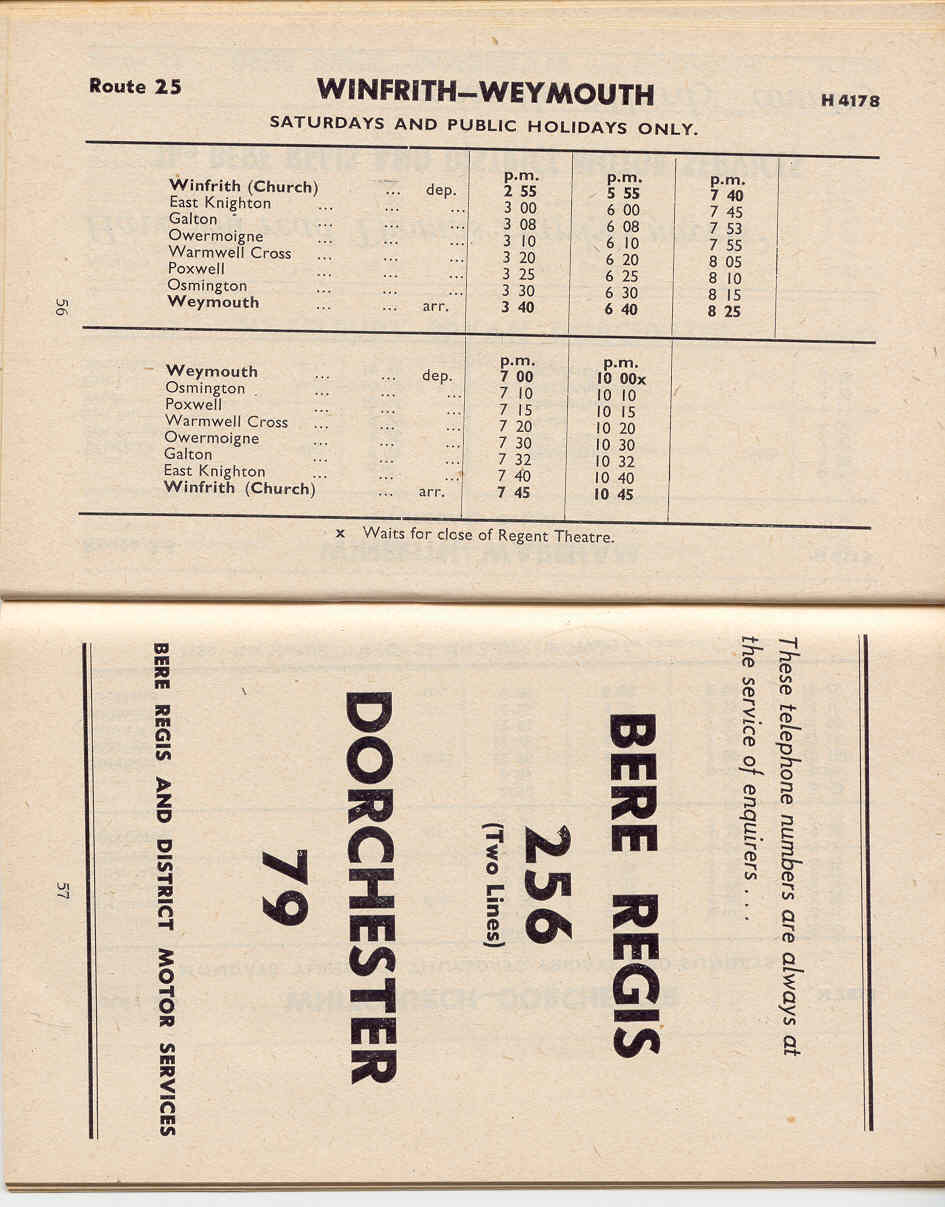 Route 25 WINFRITH—WEYMOUTH H4178
SATURDAYS AND PUBLIC HOLIDAYS ONLY.
p.m. p.m. p.m.
Winfrith (Church) ... dep. 2 55 5 55 7 40
East Knighton ... ... ... 3 00 6 00 7 45
Galton ... ... ... 3 08 6 08 7 53
Owermoigne ... ... ... 3 10 6 10 7 55
Warmwell Cross ... ... ... 3 20 6 20 8 05
Poxwell ... ... ... 3 25 6 25 8 10
Osmington ... ... ... 3 30 6 30 8 15
Weymouth ... ... arr. 3 40 6 40 8 25
p.m. p.m.
Weymouth ... ... dep. 7 00 10 00x
Osmington ... ... ... 7 10 10 10
Poxwell ... ... ... 7 15 10 15
Warmwell Cross ... ... ... 7 20 10 20
Owermoigne ... ... ... 7 30 10 30
Galton ... ... ... 7 32 10 32
East Knighton ... ... ... 7 40 10 40
Winfrith (Church) ... arr. 7 45 10 45
x Waits for close of Regent Theatre.
56
These telephone numbers are always at
the service of enquirers . . .
BERE REGIS
256
(Two Lines)
DORCHESTER
79
BERE REGIS AND DISTRICT MOTOR SERVICES
57